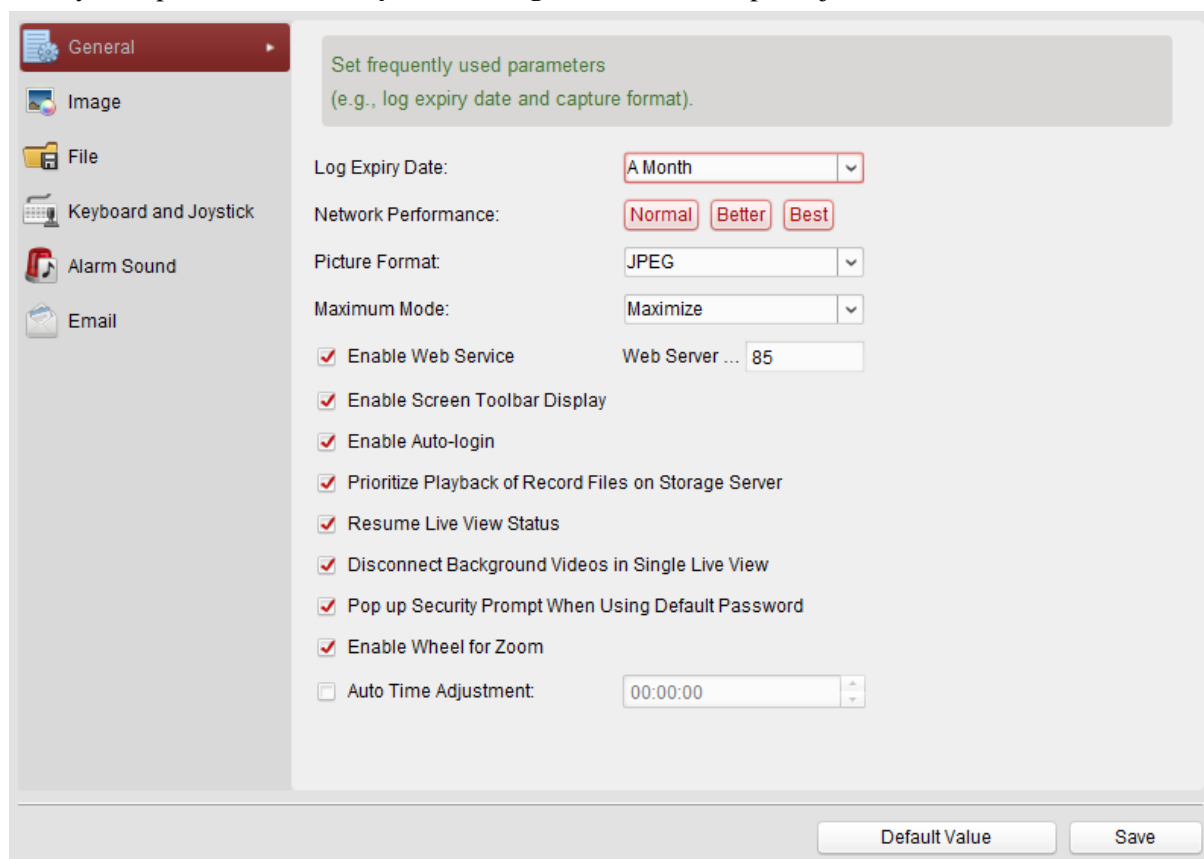 General
Image
File
Keyboard and Joystick
Alarm Sound
Email
Set frequently used parameters
(e.g., log expiry date and capture format).
Log Expiry Date: A Month
Network Performance: Normal Better Best
Picture Format: JPEG
Maximum Mode: Maximize
Enable Web Service Web Server ... 85
Enable Screen Toolbar Display
Enable Auto-login
Prioritize Playback of Record Files on Storage Server
Resume Live View Status
Disconnect Background Videos in Single Live View
Pop up Security Prompt When Using Default Password
Enable Wheel for Zoom
Auto Time Adjustment: 00:00:00
Default Value Save